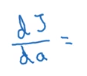 dJ/da =